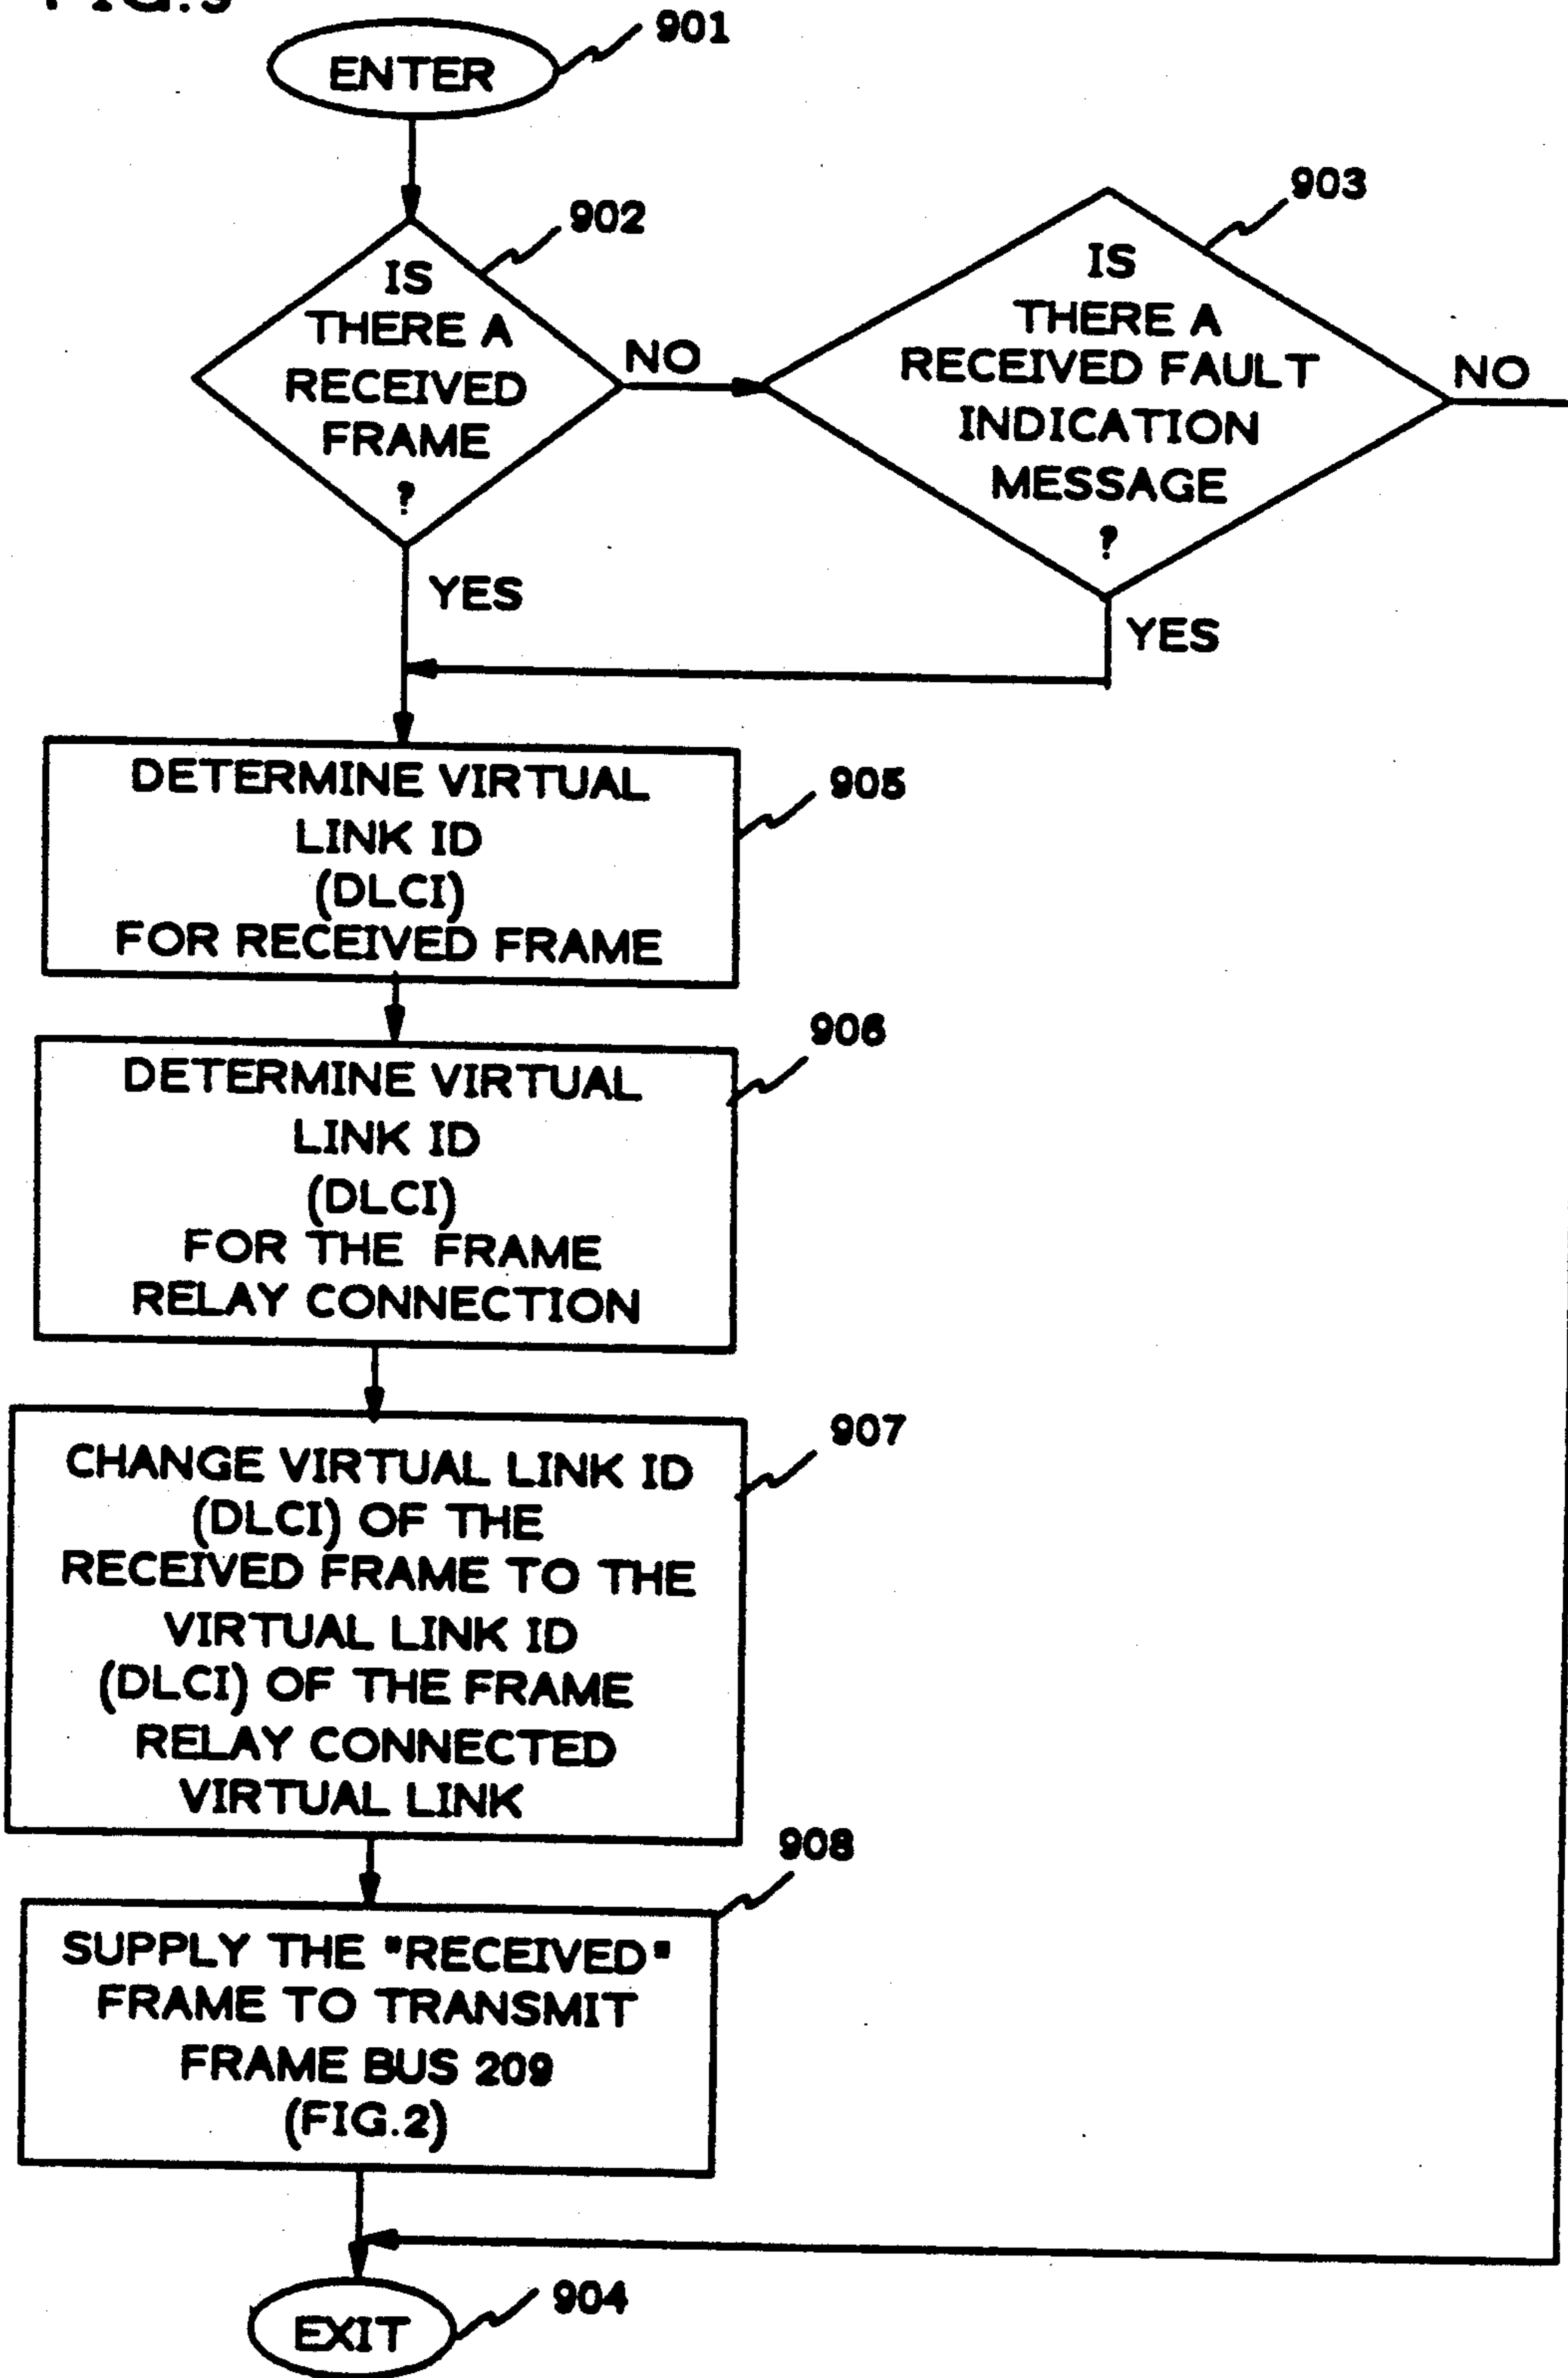 FIG.9
ENTER
901
902
IS
THERE A
RECEIVED
FRAME
?
NO
903
IS
THERE A
RECEIVED FAULT
INDICATION
MESSAGE
?
NO
YES
YES
DETERMINE VIRTUAL
LINK ID
(DLCI)
FOR RECEIVED FRAME
905
DETERMINE VIRTUAL
LINK ID
(DLCI)
FOR THE FRAME
RELAY CONNECTION
906
CHANGE VIRTUAL LINK ID
(DLCI) OF THE
RECEIVED FRAME TO THE
VIRTUAL LINK ID
(DLCI) OF THE FRAME
RELAY CONNECTED
VIRTUAL LINK
907
SUPPLY THE "RECEIVED"
FRAME TO TRANSMIT
FRAME BUS 209
(FIG.2)
908
EXIT
904